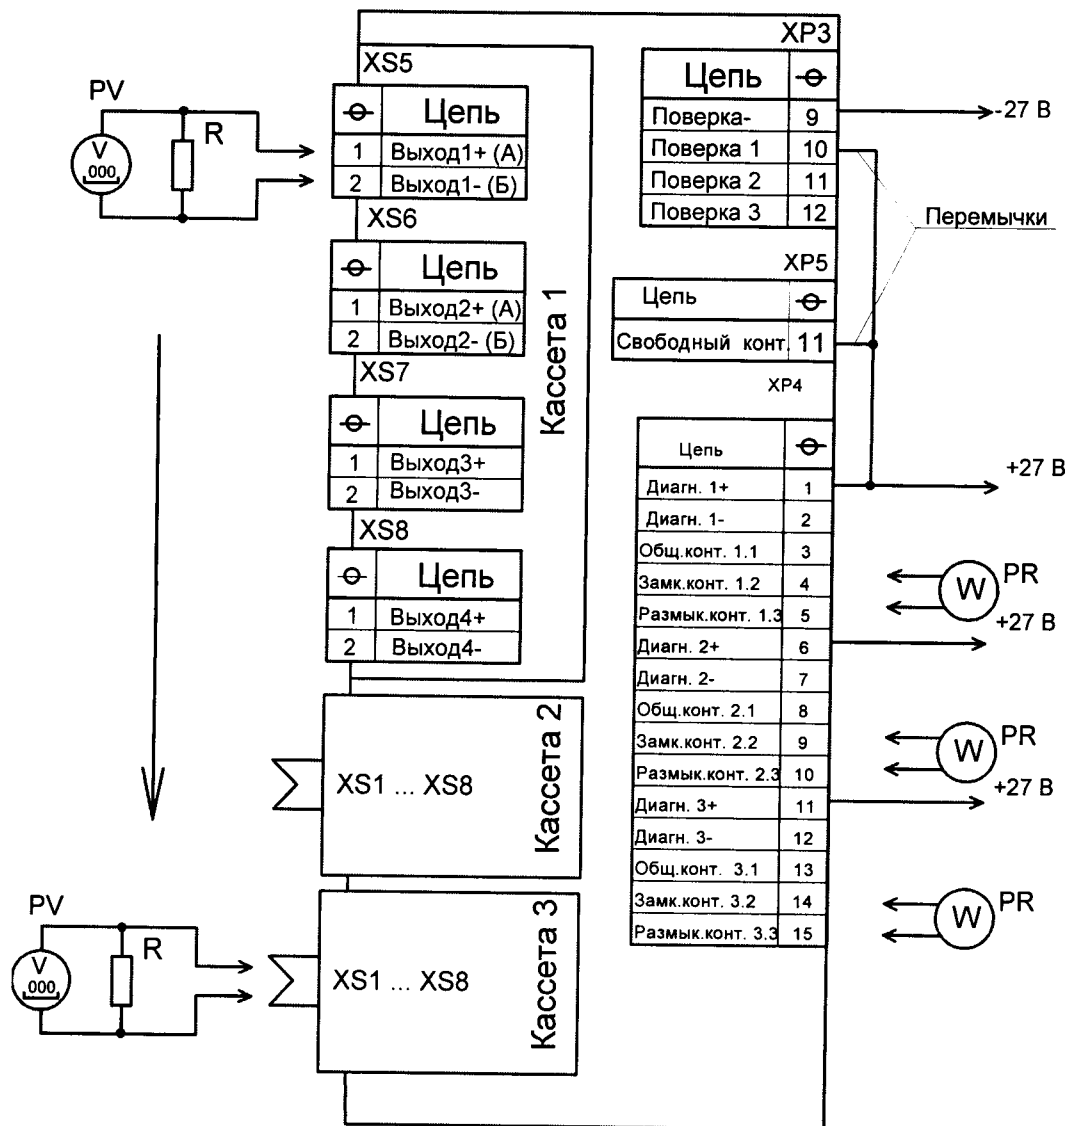 XP3
XS5
PV
R
V
000
Цепь
1 Выход1+ (А)
2 Выход1- (Б)
XS6
Цепь
1 Выход2+ (А)
2 Выход2- (Б)
XS7
Цепь
1 Выход3+
2 Выход3-
XS8
Цепь
1 Выход4+
2 Выход4-
Кассета 1
Цепь
Поверка- 9
Поверка 1 10
Поверка 2 11
Поверка 3 12
-27 В
Перемычки
XP5
Цепь
Свободный конт. 11
XP4
Цепь
Диагн. 1+ 1
Диагн. 1- 2
Общ.конт. 1.1 3
Замк.конт. 1.2 4
Размык.конт. 1.3 5
Диагн. 2+ 6
Диагн. 2- 7
Общ.конт. 2.1 8
Замк.конт. 2.2 9
Размык.конт. 2.3 10
Диагн. 3+ 11
Диагн. 3- 12
Общ.конт. 3.1 13
Замк.конт. 3.2 14
Размык.конт. 3.3 15
+27 В
W PR
+27 В
W PR
+27 В
W PR
XS1 ... XS8
Кассета 2
PV
R
V
000
XS1 ... XS8
Кассета 3